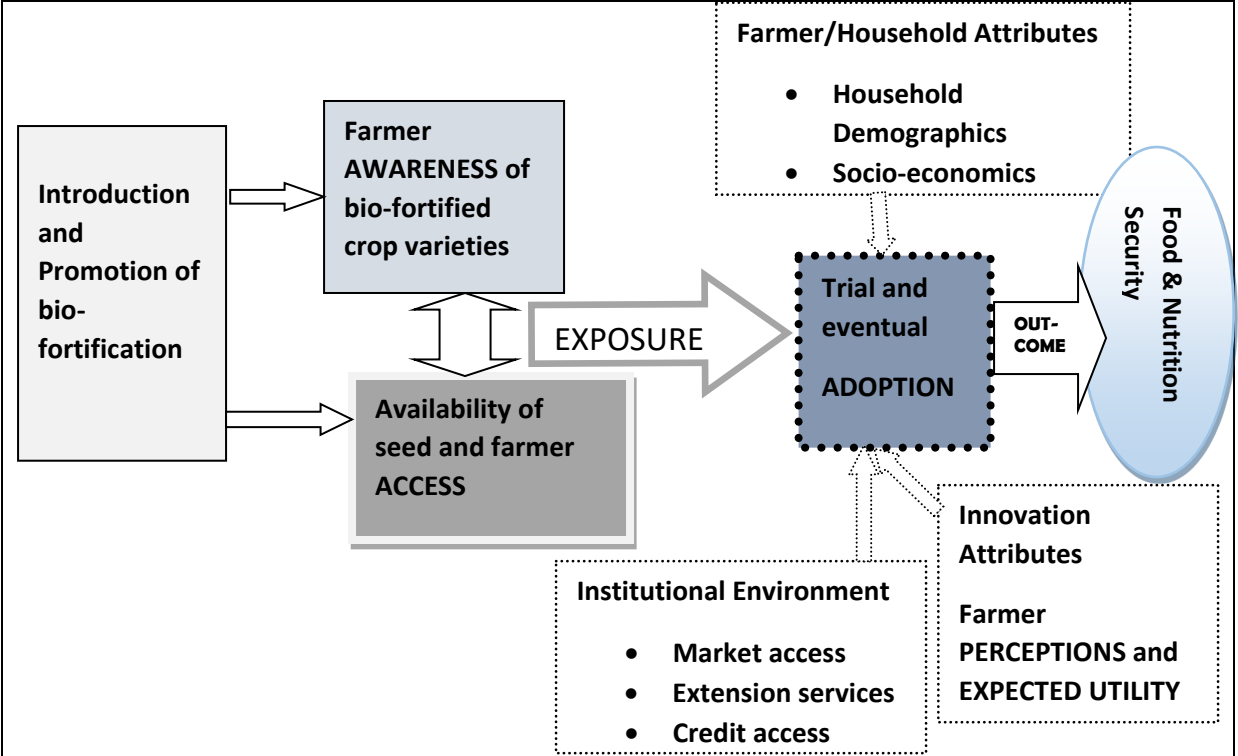 Introduction
and
Promotion of
bio-
fortification
Farmer
AWARENESS of
bio-fortified
crop varieties
Availability of
seed and farmer
ACCESS
EXPOSURE
Farmer/Household Attributes
• Household
Demographics
• Socio-economics
Trial and
eventual
ADOPTION
OUT-
COME
Food & Nutrition
Security
Institutional Environment
• Market access
• Extension services
• Credit access
Innovation
Attributes
Farmer
PERCEPTIONS and
EXPECTED UTILITY